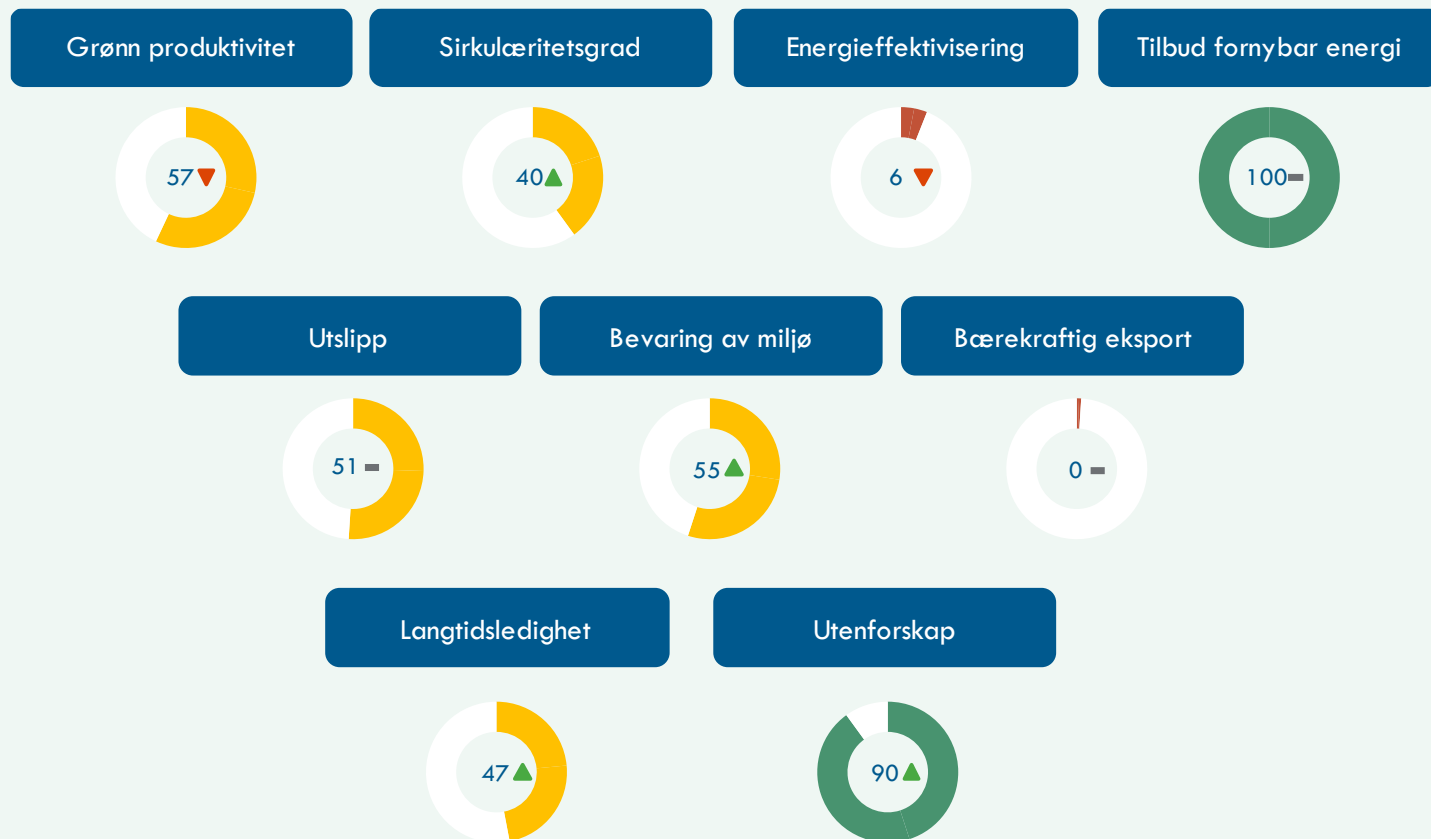 Grønn produktivitet
Sirkulæritetsgrad
Energieffektivisering
Tilbud fornybar energi
57
40
6
100
Utslipp
Bevaring av miljø
Bærekraftig eksport
51
55
0
Langtidsledighet
Utenforskap
47
90